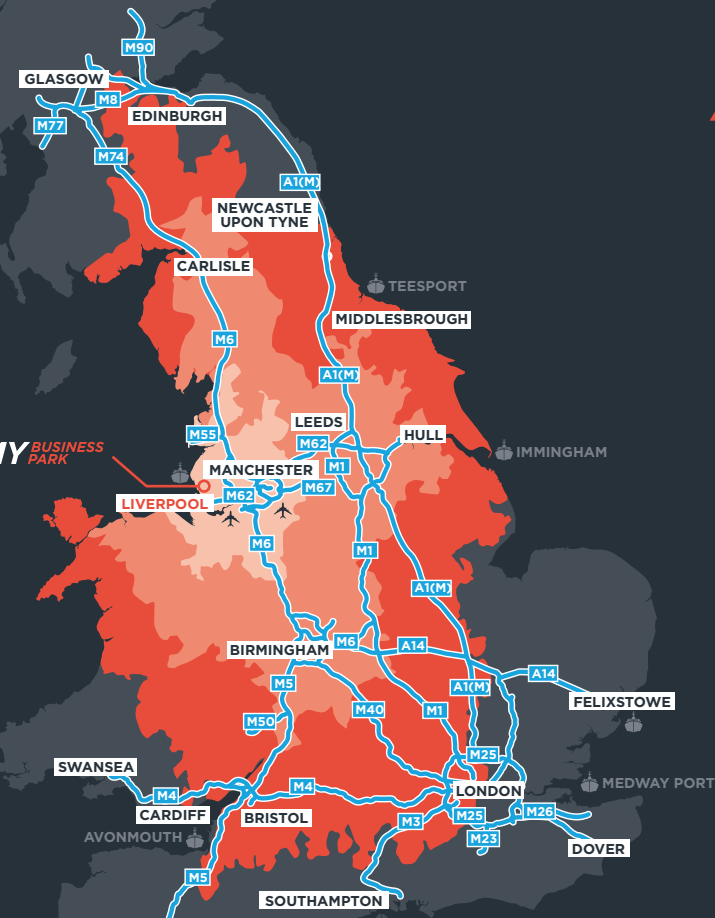 M90
GLASGOW
M8
EDINBURGH
M77
M74
A1(M)
NEWCASTLE
UPON TYNE
CARLISLE
TEESPORT
MIDDLESBROUGH
M6
A1(M)
LEEDS
M55
M62
HULL
BUSINESS
PARK
IMMINGHAM
MANCHESTER
M1
M67
LIVERPOOL
M62
M6
M1
A1(M)
BIRMINGHAM
M6
A14
A14
M5
A1(M)
FELIXSTOWE
M50
M40
M1
SWANSEA
M25
M4
M4
LONDON
MEDWAY PORT
CARDIFF
BRISTOL
M3
M25
M26
AVONMOUTH
M23
DOVER
M5
SOUTHAMPTON